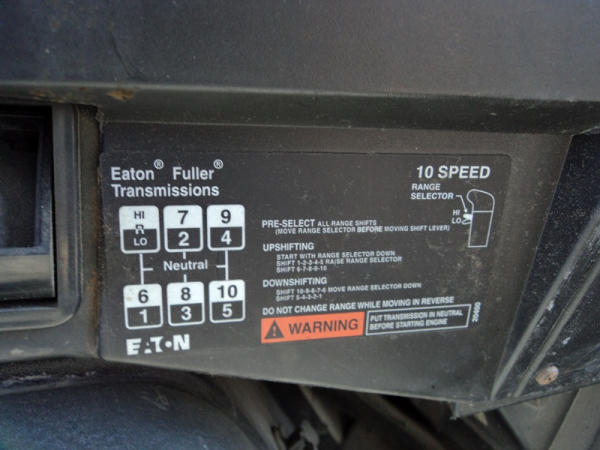 Eaton® Fuller®
Transmissions
10 SPEED
RANGE
SELECTOR
HI
LO
HI
R
LO
7
2
9
4
Neutral
6
1
8
3
10
5
EATON
PRE-SELECT ALL RANGE SHIFTS
(MOVE RANGE SELECTOR BEFORE MOVING SHIFT LEVER)
UPSHIFTING
START WITH RANGE SELECTOR DOWN
SHIFT 1-2-3-4-5 RAISE RANGE SELECTOR
SHIFT 6-7-8-9-10
DOWNSHIFTING
SHIFT 10-9-8-7-6 MOVE RANGE SELECTOR DOWN
SHIFT 5-4-3-2-1
DO NOT CHANGE RANGE WHILE MOVING IN REVERSE
WARNING
PUT TRANSMISSION IN NEUTRAL
BEFORE STARTING ENGINE